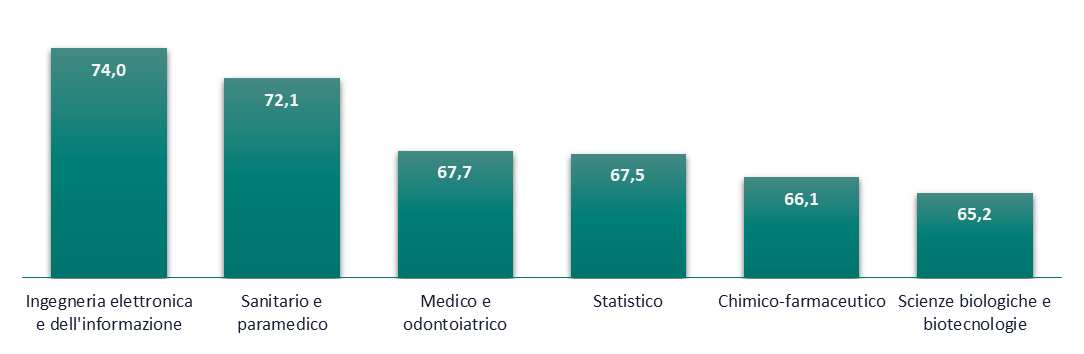 74,0
72,1
67,7
67,5
66,1
65,2
Ingegneria elettronica
e dell'informazione
Sanitario e
paramedico
Medico e
odontoiatrico
Statistico
Chimico-farmaceutico
Scienze biologiche e
biotecnologie